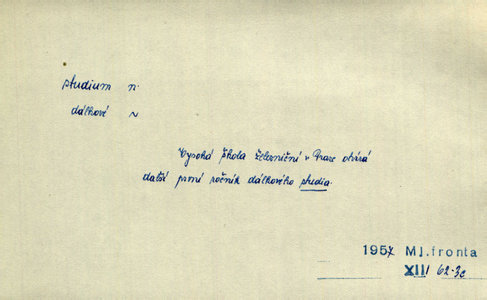 studium n.
dálkové ~
Vysoká škola železniční v Praze otvírá
další první ročník dálkového studia.
1957 Ml.fronta
XII/ 62-3c